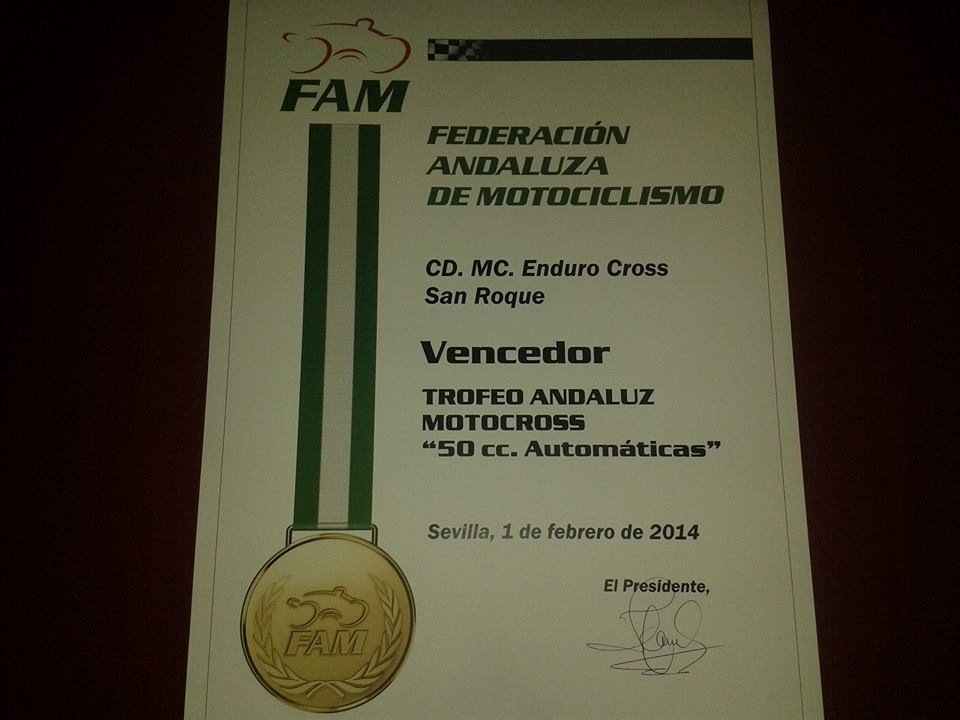 FAM
FEDERACIÓN
ANDALUZA
DE MOTOCICLISMO
CD. MC. Enduro Cross
San Roque
Vencedor
TROFEO ANDALUZ
MOTOCROSS
“50 cc. Automáticas”
Sevilla, 1 de febrero de 2014
El Presidente,
FAM